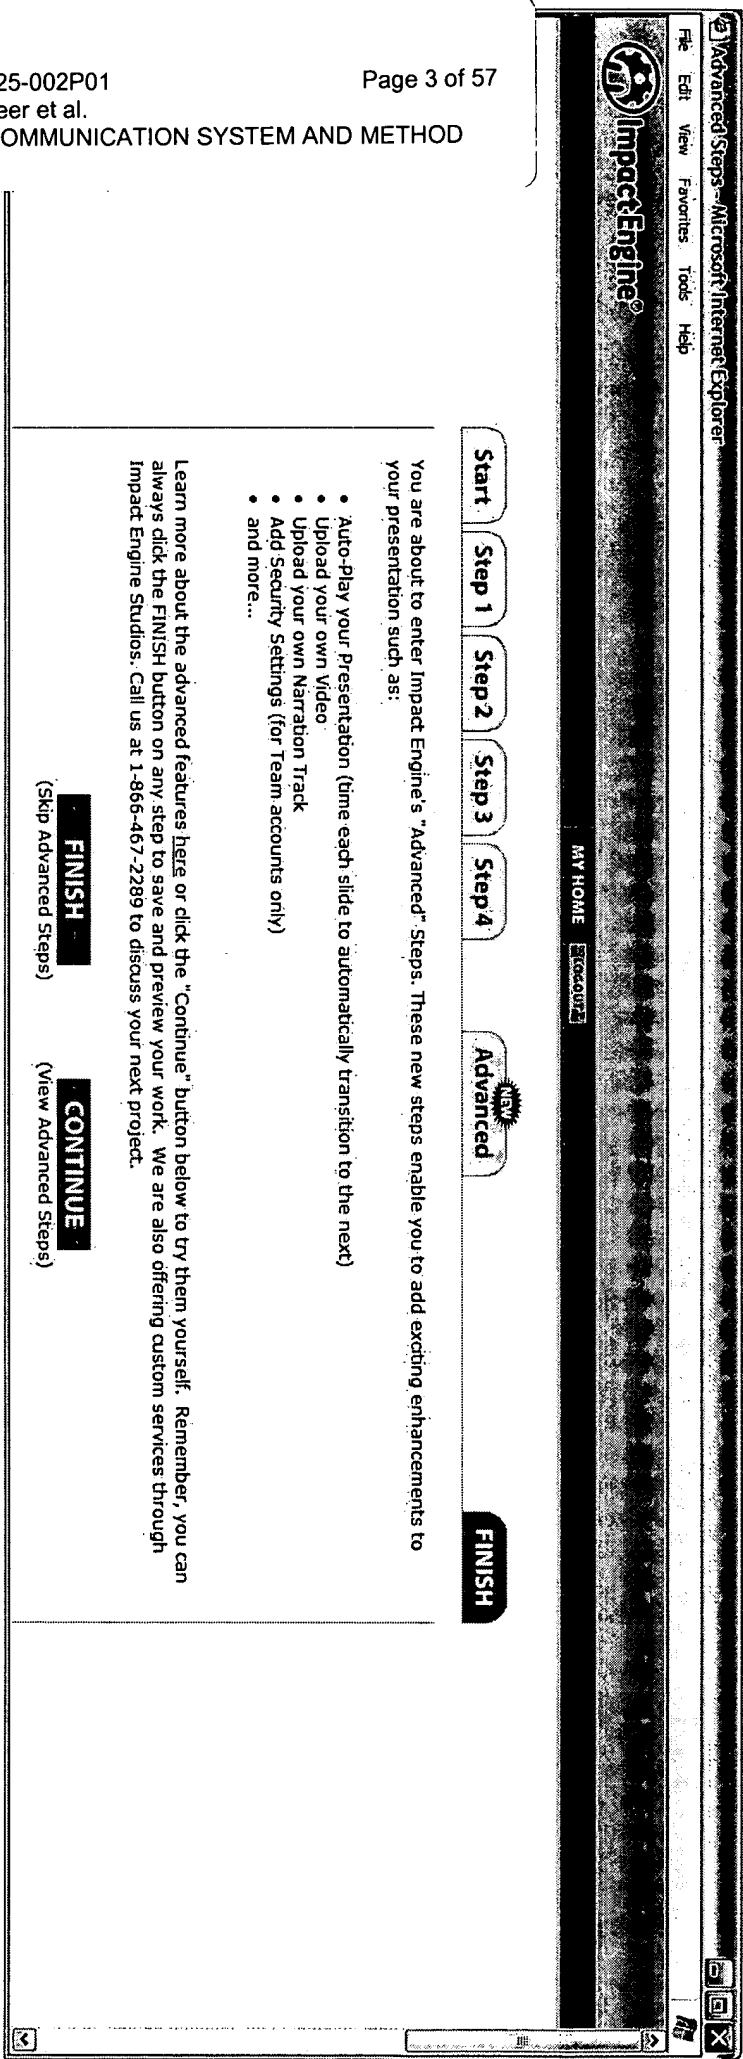 25-002P01 Page 3 of 57
eer et al.
OMMUNICATION SYSTEM AND METHOD
Advanced Steps - Microsoft Internet Explorer
File Edit View Favorites Tools Help
ImpactEngine®
MY HOME LOGOUT
Start Step 1 Step 2 Step 3 Step 4 Advanced NEW FINISH
You are about to enter Impact Engine's "Advanced" Steps. These new steps enable you to add exciting enhancements to
your presentation such as:
• Auto-Play your Presentation (time each slide to automatically transition to the next)
• Upload your own Video
• Upload your own Narration Track
• Add Security Settings (for Team accounts only)
• and more...
Learn more about the advanced features here or click the "Continue" button below to try them yourself. Remember, you can
always click the FINISH button on any step to save and preview your work. We are also offering custom services through
Impact Engine Studios. Call us at 1-866-467-2289 to discuss your next project.
FINISH CONTINUE
(Skip Advanced Steps) (View Advanced Steps)